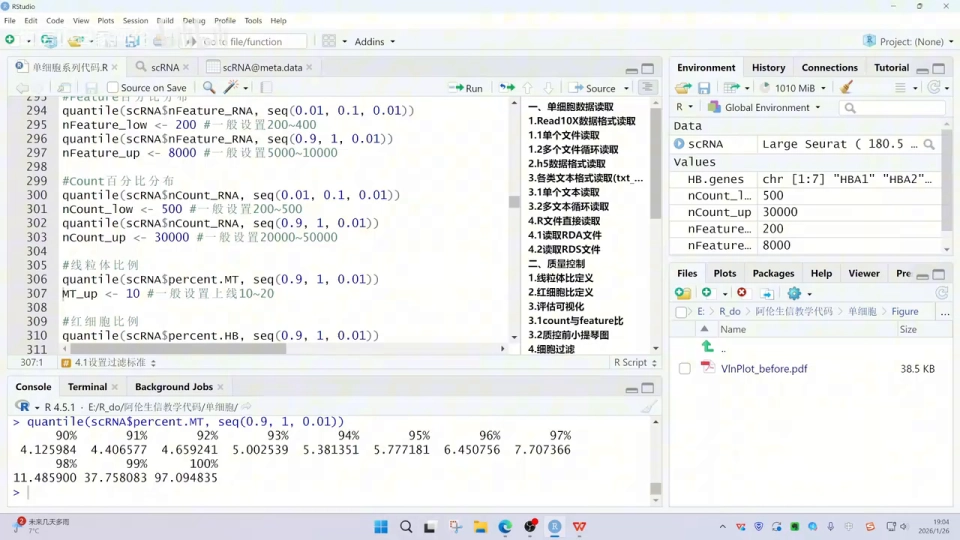 RStudio
File Edit Code View Plots Session Build Debug Profile Tools Help
Go to file/function
Addins
Project: (None)
单细胞系列代码.R
scRNA
scRNA@meta.data
Source on Save
Run
Source
293 #Feature百分比分布
294 quantile(scRNA$nFeature_RNA, seq(0.01, 0.1, 0.01))
295 nFeature_low <- 200 #一般设置200~400
296 quantile(scRNA$nFeature_RNA, seq(0.9, 1, 0.01))
297 nFeature_up <- 8000 #一般设置5000~10000
298
299 #Count百分比分布
300 quantile(scRNA$nCount_RNA, seq(0.01, 0.1, 0.01))
301 nCount_low <- 500 #一般设置200~500
302 quantile(scRNA$nCount_RNA, seq(0.9, 1, 0.01))
303 nCount_up <- 30000 #一般设置20000~50000
304
305 #线粒体比例
306 quantile(scRNA$percent.MT, seq(0.9, 1, 0.01))
307 MT_up <- 10 #一般设置上线10~20
308
309 #红细胞比例
310 quantile(scRNA$percent.HB, seq(0.9, 1, 0.01))
311
307:1
4.1设置过滤标准
R Script
一、单细胞数据读取
1.Read10X数据格式读取
1.1单个文件读取
1.2多个文件循环读取
2.h5数据格式读取
3.各类文本格式读取(txt_...
3.1单个文本读取
3.2多文本循环读取
4.R文件直接读取
4.1读取RDA文件
4.2读取RDS文件
二、质量控制
1.线粒体比定义
2.红细胞比定义
3.评估可视化
3.1count与feature比
3.2质控前小提琴图
4.细胞过滤
Console
Terminal
Background Jobs
R 4.5.1 · E:/R_do/阿伦生信教学代码/单细胞/
> quantile(scRNA$percent.MT, seq(0.9, 1, 0.01))
90% 91% 92% 93% 94% 95% 96% 97%
4.125984 4.406577 4.659241 5.002539 5.381351 5.777181 6.450756 7.707366
98% 99% 100%
11.485900 37.758083 97.094835
>
Environment History Connections Tutorial
1010 MiB
R
Global Environment
Data
scRNA Large Seurat ( 180.5 ...
Values
HB.genes chr [1:7] "HBA1" "HBA2"...
nCount_l... 500
nCount_up 30000
nFeature... 200
nFeature... 8000
Files Plots Packages Help Viewer Pre
E: R_do 阿伦生信教学代码 单细胞 Figure ...
Name Size
..
VlnPlot_before.pdf 38.5 KB
2
未来几天多雨
7°C
19:04
2026/1/26